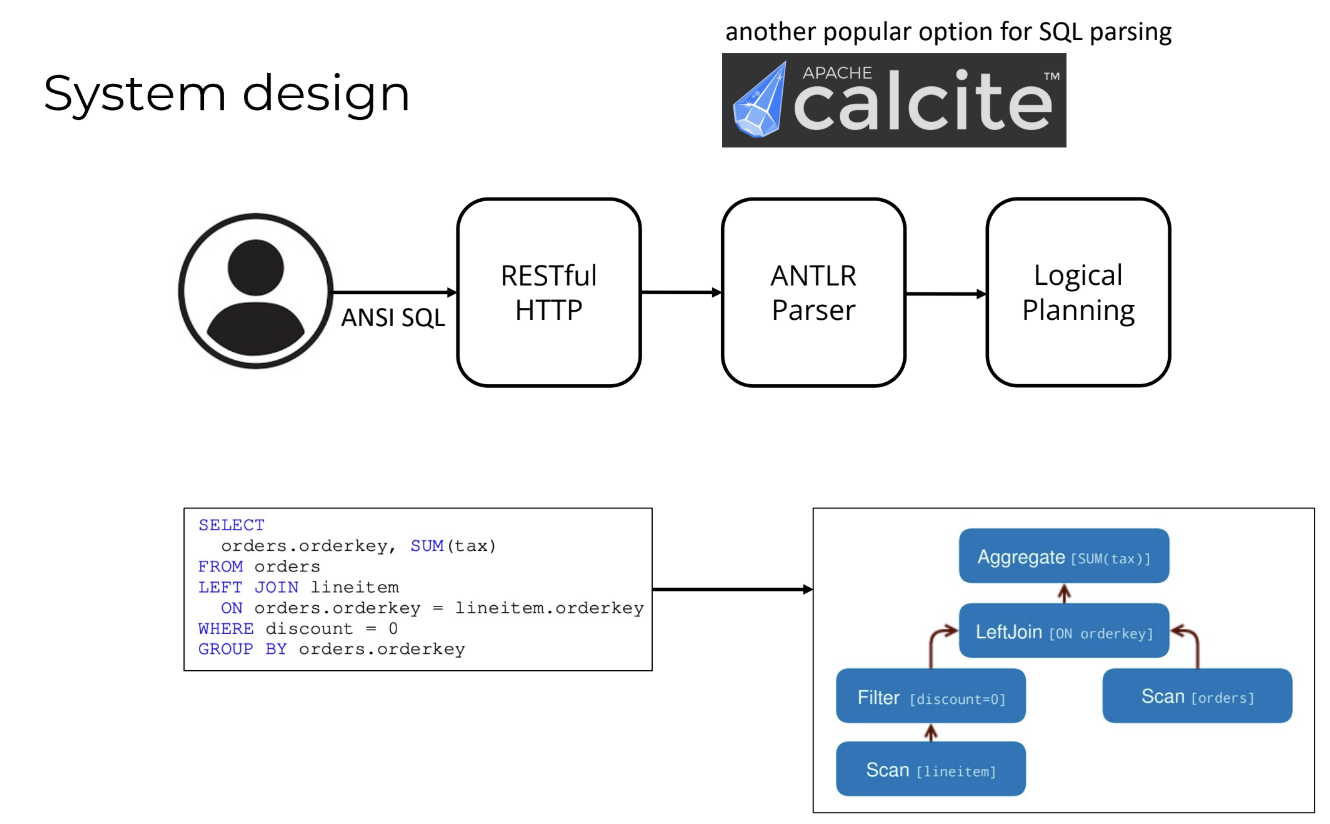 another popular option for SQL parsing
System design
APACHE
calcite™
ANSI SQL
RESTful
HTTP
ANTLR
Parser
Logical
Planning
SELECT
orders.orderkey, SUM(tax)
FROM orders
LEFT JOIN lineitem
ON orders.orderkey = lineitem.orderkey
WHERE discount = 0
GROUP BY orders.orderkey
Aggregate [SUM(tax)]
LeftJoin [ON orderkey]
Filter [discount=0]
Scan [orders]
Scan [lineitem]